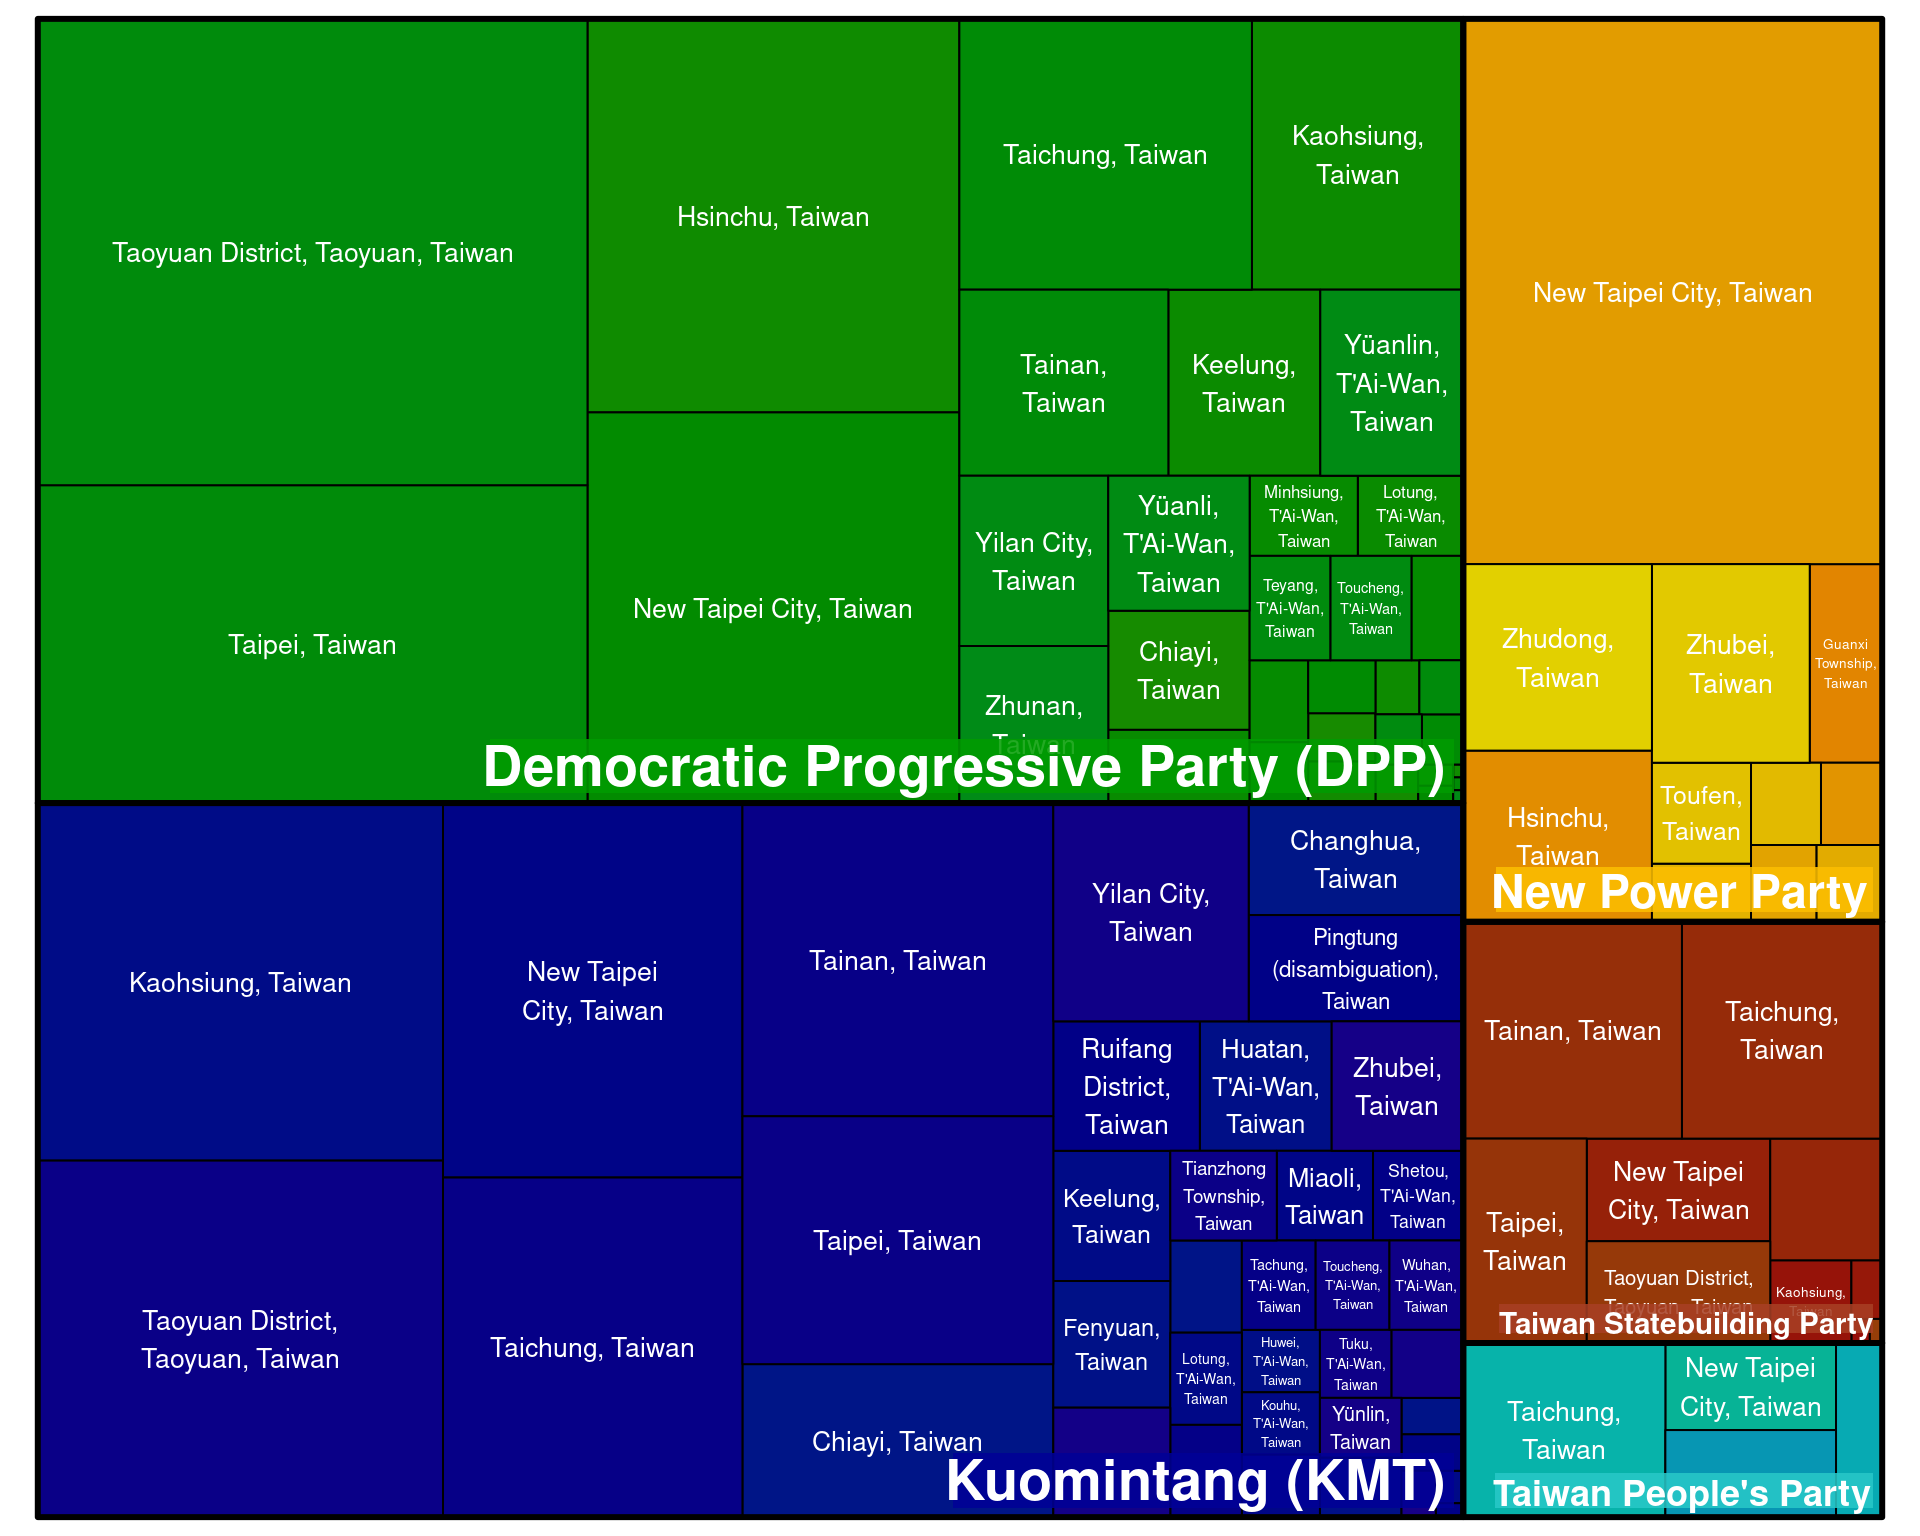 Taoyuan District, Taoyuan, Taiwan
Taipei, Taiwan
Hsinchu, Taiwan
New Taipei City, Taiwan
Taichung, Taiwan
Kaohsiung,
Taiwan
Tainan,
Taiwan
Keelung,
Taiwan
Yüanlin,
T'Ai-Wan,
Taiwan
Yilan City,
Taiwan
Zhunan,
Taiwan
Yüanli,
T'Ai-Wan,
Taiwan
Chiayi,
Taiwan
Minhsiung,
T'Ai-Wan,
Taiwan
Lotung,
T'Ai-Wan,
Taiwan
Teyang,
T'Ai-Wan,
Taiwan
Toucheng,
T'Ai-Wan,
Taiwan
Democratic Progressive Party (DPP)
Kaohsiung, Taiwan
Taoyuan District,
Taoyuan, Taiwan
New Taipei
City, Taiwan
Taichung, Taiwan
Tainan, Taiwan
Taipei, Taiwan
Chiayi, Taiwan
Yilan City,
Taiwan
Changhua,
Taiwan
Pingtung
(disambiguation),
Taiwan
Ruifang
District,
Taiwan
Huatan,
T'Ai-Wan,
Taiwan
Zhubei,
Taiwan
Keelung,
Taiwan
Fenyuan,
Taiwan
Tianzhong
Township,
Taiwan
Miaoli,
Taiwan
Shetou,
T'Ai-Wan,
Taiwan
Lotung,
T'Ai-Wan,
Taiwan
Tachung,
T'Ai-Wan,
Taiwan
Toucheng,
T'Ai-Wan,
Taiwan
Wuhan,
T'Ai-Wan,
Taiwan
Huwei,
T'Ai-Wan,
Taiwan
Kouhu,
T'Ai-Wan,
Taiwan
Tuku,
T'Ai-Wan,
Taiwan
Yünlin,
Taiwan
Kuomintang (KMT)
New Taipei City, Taiwan
Zhudong,
Taiwan
Hsinchu,
Taiwan
Zhubei,
Taiwan
Guanxi
Township,
Taiwan
Toufen,
Taiwan
New Power Party
Tainan, Taiwan
Taichung,
Taiwan
Taipei,
Taiwan
New Taipei
City, Taiwan
Taoyuan District,
Taoyuan, Taiwan
Kaohsiung,
Taiwan
Taiwan Statebuilding Party
Taichung,
Taiwan
New Taipei
City, Taiwan
Taiwan People's Party